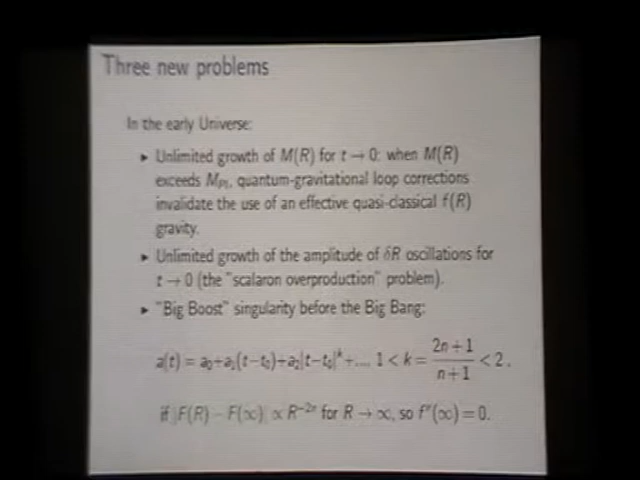 Three new problems
In the early Universe:
▸ Unlimited growth of M(R) for t → 0: when M(R)
exceeds M_Pl, quantum-gravitational loop corrections
invalidate the use of an effective quasi-classical f(R)
gravity.
▸ Unlimited growth of the amplitude of δR oscillations for
t → 0 (the "scalaron overproduction" problem).
▸ "Big Boost" singularity before the Big Bang:
a(t) = a₀+a₁(t−t₀)+a₂|t−t₀|^k+..., 1 < k = (2n+1)/(n+1) < 2,
if |F(R) − F(∞)| ∝ R^−2n for R → ∞, so f''(∞) = 0.